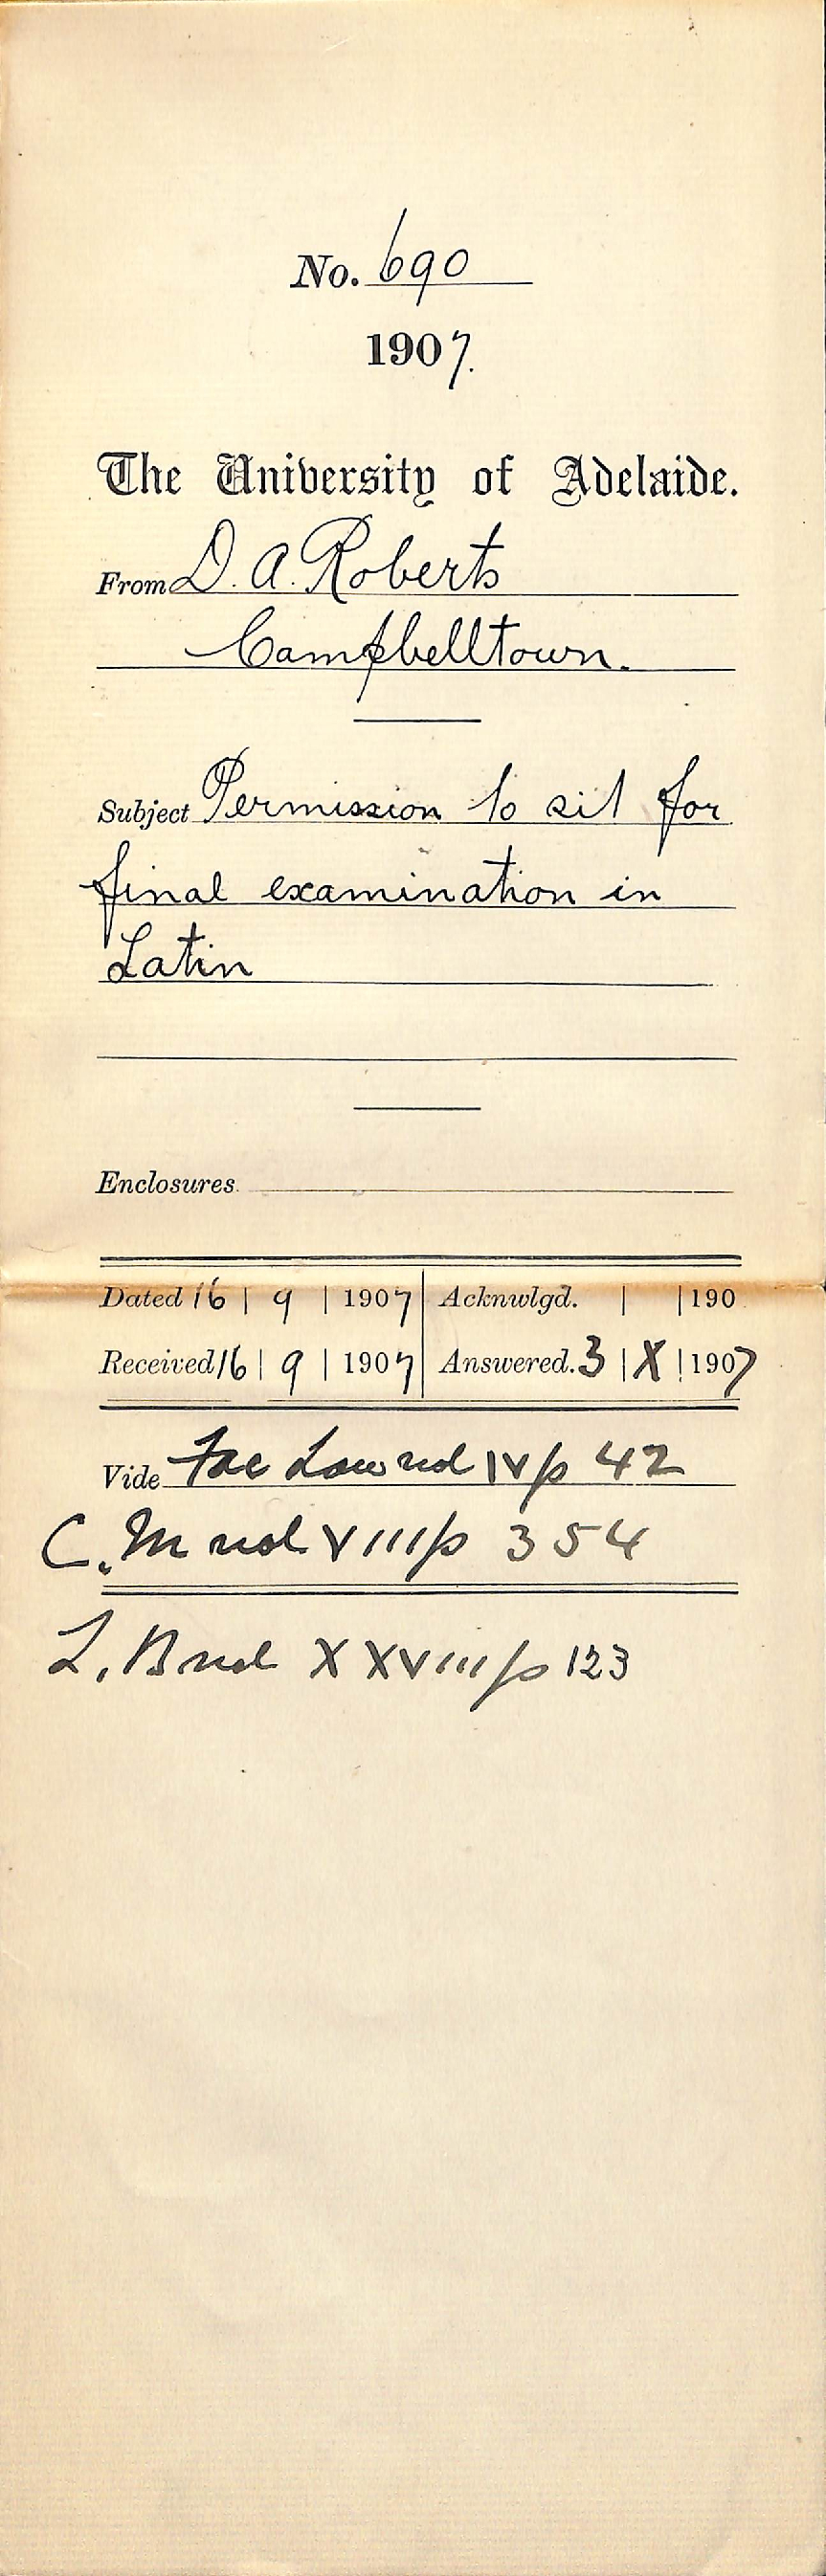 No. 690
1907.
The University of Adelaide.
From D. A. Roberts
Campbelltown.
Subject Permission to sit for
final examination in
Latin
Enclosures.
Dated 16 | 9 | 1907 Acknwlgd. | | 190
Received 16 | 9 | 1907 Answered. 3 | X | 1907
Vide Fac Law vol IV p 42
C. M vol VIII p 354
L. B vol XXVIII p 123